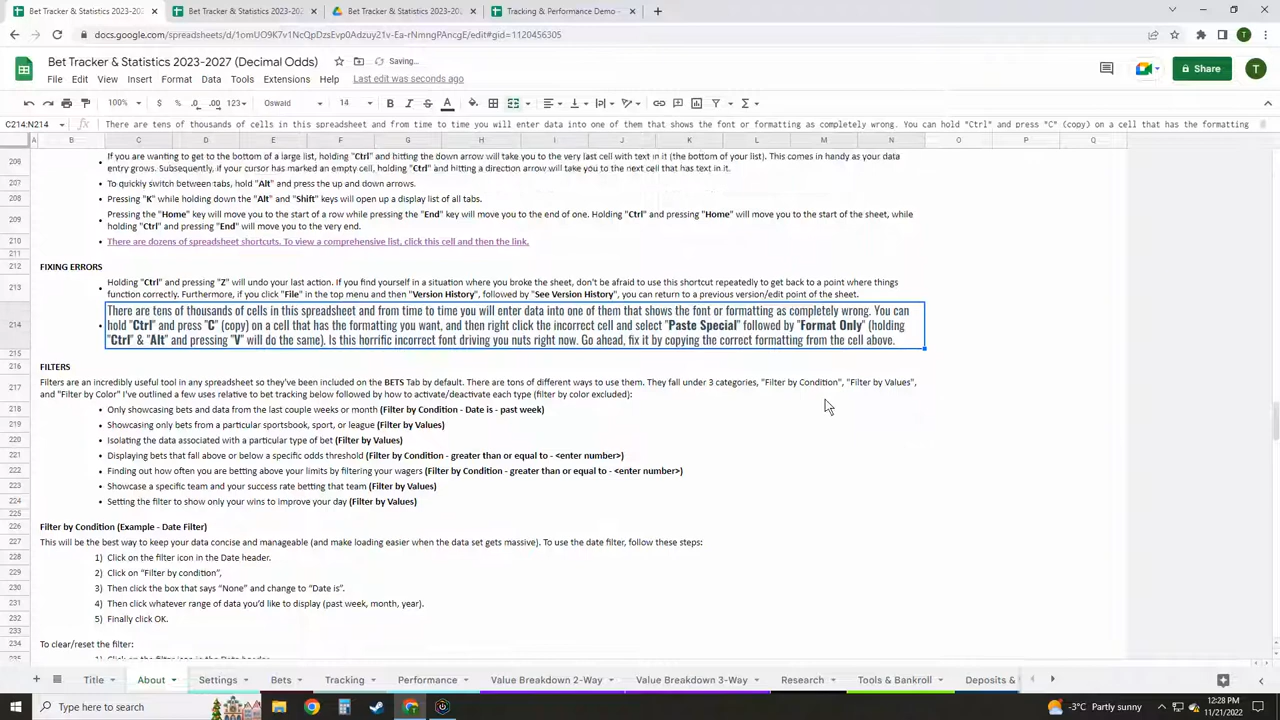 Bet Tracker & Statistics 2023-202
Bet Tracker & Statistics 2023-202
Bet Tracker & Statistics 2023-202
Tracking & Performance Demo -
docs.google.com/spreadsheets/d/1omUO9K7v1NcQpDzsEvp0Adzuy21v-Ea-rNmngPAncgE/edit#gid=1120456305
T
Bet Tracker & Statistics 2023-2027 (Decimal Odds)
Saving...
Share
T
File Edit View Insert Format Data Tools Extensions Help Last edit was seconds ago
100% $ % .0 .00 123 Oswald 14 B I S A
C214:N214 fx There are tens of thousands of cells in this spreadsheet and from time to time you will enter data into one of them that shows the font or formatting as completely wrong. You can hold "Ctrl" and press "C" (copy) on a cell that has the formatting
A B C D E F G H I J K L M N O P Q
206 If you are wanting to get to the bottom of a large list, holding "Ctrl" and hitting the down arrow will take you to the very last cell with text in it (the bottom of your list). This comes in handy as your data
entry grows. Subsequently, if your cursor has marked an empty cell, holding "Ctrl" and hitting a direction arrow will take you to the next cell that has text in it.
207 • To quickly switch between tabs, hold "Alt" and press the up and down arrows.
208 • Pressing "K" while holding down the "Alt" and "Shift" keys will open up a display list of all tabs.
209 • Pressing the "Home" key will move you to the start of a row while pressing the "End" key will move you to the end of one. Holding "Ctrl" and pressing "Home" will move you to the start of the sheet, while
holding "Ctrl" and pressing "End" will move you to the very end.
210 • There are dozens of spreadsheet shortcuts. To view a comprehensive list, click this cell and then the link.
211
212 FIXING ERRORS
213 • Holding "Ctrl" and pressing "Z" will undo your last action. If you find yourself in a situation where you broke the sheet, don't be afraid to use this shortcut repeatedly to get back to a point where things
function correctly. Furthermore, if you click "File" in the top menu and then "Version History", followed by "See Version History", you can return to a previous version/edit point of the sheet.
214 • There are tens of thousands of cells in this spreadsheet and from time to time you will enter data into one of them that shows the font or formatting as completely wrong. You can
hold "Ctrl" and press "C" (copy) on a cell that has the formatting you want, and then right click the incorrect cell and select "Paste Special" followed by "Format Only" (holding
"Ctrl" & "Alt" and pressing "V" will do the same). Is this horrific incorrect font driving you nuts right now. Go ahead, fix it by copying the correct formatting from the cell above.
215
216 FILTERS
217 Filters are an incredibly useful tool in any spreadsheet so they've been included on the BETS Tab by default. There are tons of different ways to use them. They fall under 3 categories, "Filter by Condition", "Filter by Values",
and "Filter by Color" I've outlined a few uses relative to bet tracking below followed by how to activate/deactivate each type (filter by color excluded):
218 • Only showcasing bets and data from the last couple weeks or month (Filter by Condition - Date is - past week)
219 • Showcasing only bets from a particular sportsbook, sport, or league (Filter by Values)
220 • Isolating the data associated with a particular type of bet (Filter by Values)
221 • Displaying bets that fall above or below a specific odds threshold (Filter by Condition - greater than or equal to - <enter number>)
222 • Finding out how often you are betting above your limits by filtering your wagers (Filter by Condition - greater than or equal to - <enter number>)
223 • Showcase a specific team and your success rate betting that team (Filter by Values)
224 • Setting the filter to show only your wins to improve your day (Filter by Values)
225
226 Filter by Condition (Example - Date Filter)
227 This will be the best way to keep your data concise and manageable (and make loading easier when the data set gets massive). To use the date filter, follow these steps:
228 1) Click on the filter icon in the Date header.
229 2) Click on "Filter by condition",
230 3) Then click the box that says "None" and change to "Date is".
231 4) Then click whatever range of data you'd like to display (past week, month, year).
232 5) Finally click OK.
233
234 To clear/reset the filter:
Title About Settings Bets Tracking Performance Value Breakdown 2-Way Value Breakdown 3-Way Research Tools & Bankroll Deposits &
Type here to search
-3°C Partly sunny
12:28 PM
11/21/2022